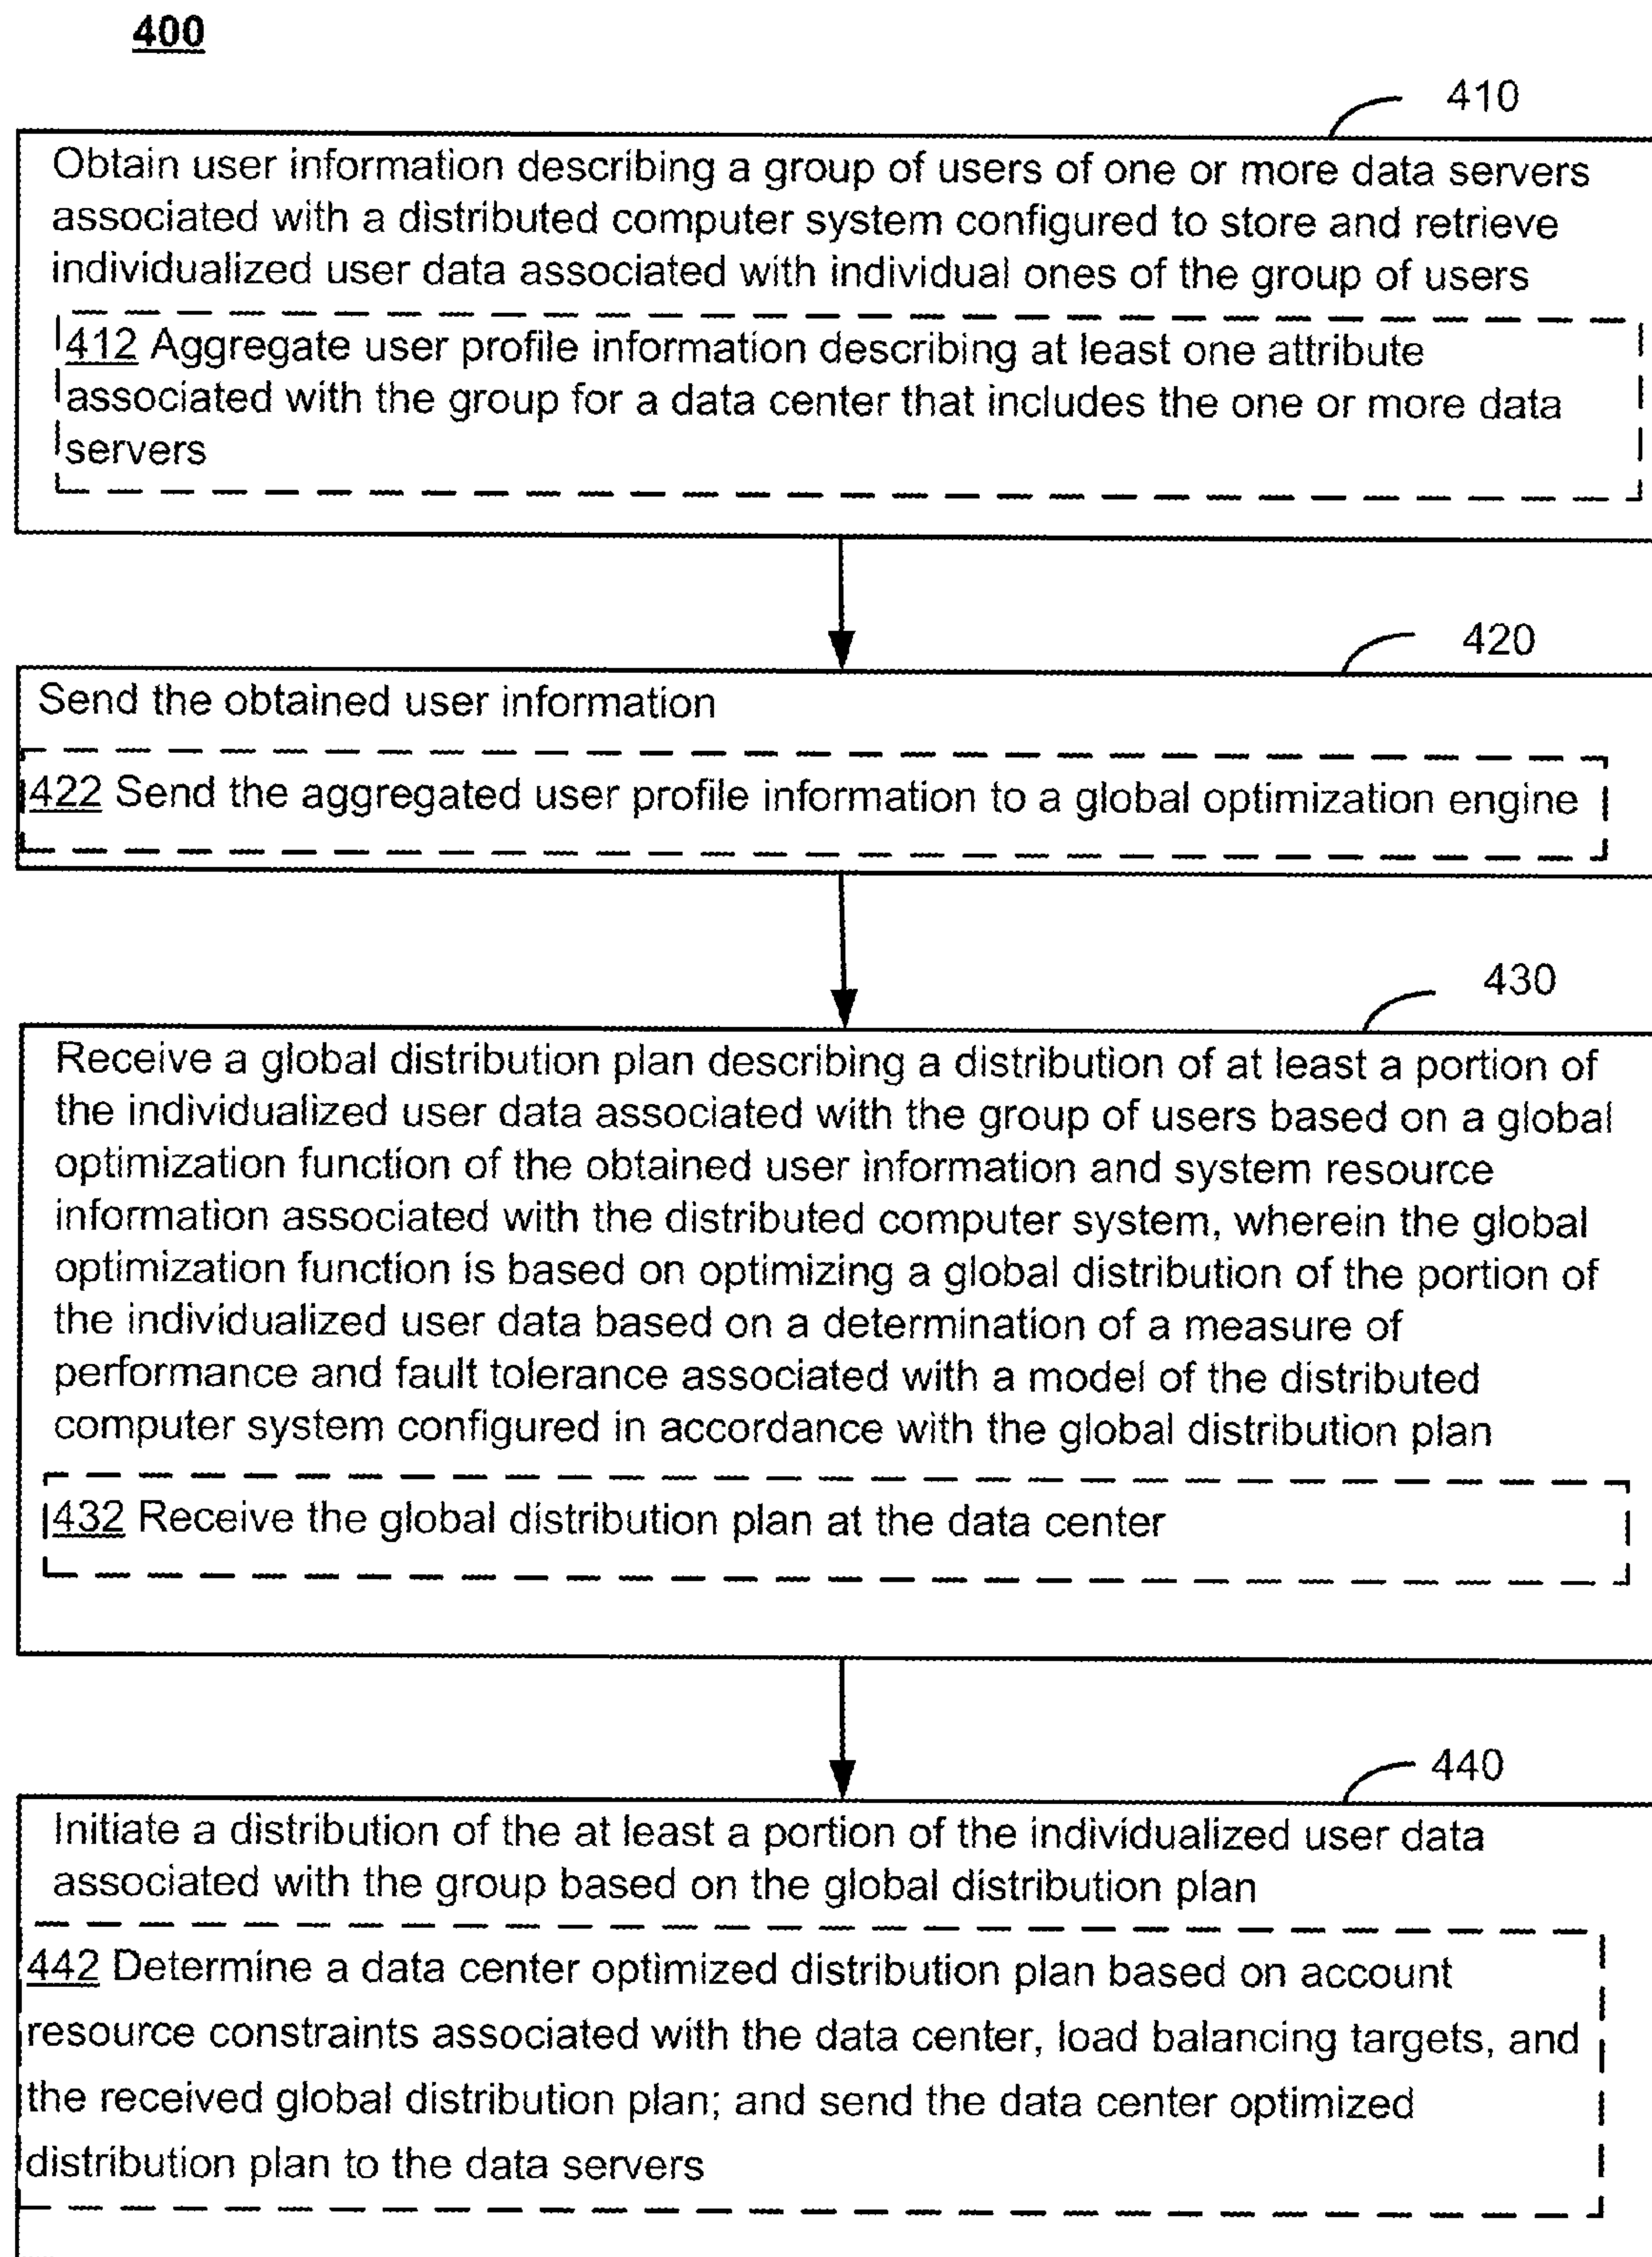 400
410
Obtain user information describing a group of users of one or more data servers
associated with a distributed computer system configured to store and retrieve
individualized user data associated with individual ones of the group of users
412 Aggregate user profile information describing at least one attribute
associated with the group for a data center that includes the one or more data
servers
420
Send the obtained user information
422 Send the aggregated user profile information to a global optimization engine
430
Receive a global distribution plan describing a distribution of at least a portion of
the individualized user data associated with the group of users based on a global
optimization function of the obtained user information and system resource
information associated with the distributed computer system, wherein the global
optimization function is based on optimizing a global distribution of the portion of
the individualized user data based on a determination of a measure of
performance and fault tolerance associated with a model of the distributed
computer system configured in accordance with the global distribution plan
432 Receive the global distribution plan at the data center
440
Initiate a distribution of the at least a portion of the individualized user data
associated with the group based on the global distribution plan
442 Determine a data center optimized distribution plan based on account
resource constraints associated with the data center, load balancing targets, and
the received global distribution plan; and send the data center optimized
distribution plan to the data servers